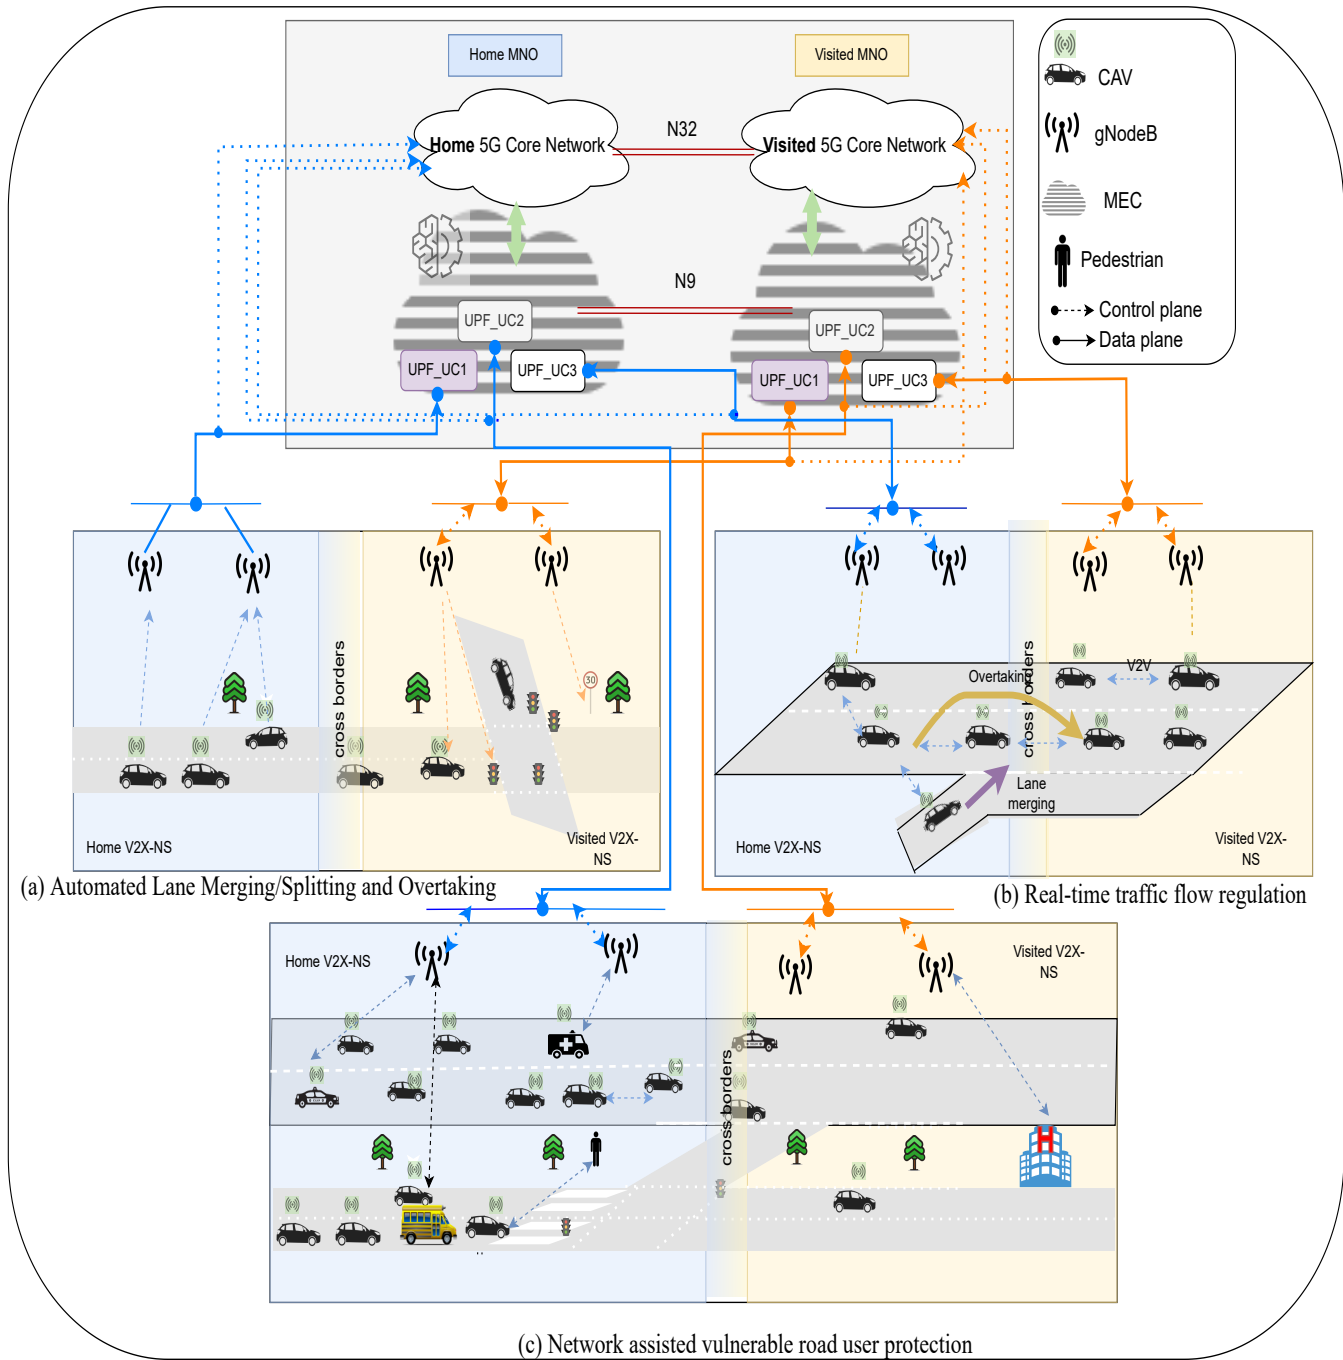 Home MNO
Visited MNO
CAV
gNodeB
MEC
Pedestrian
Control plane
Data plane
Home 5G Core Network
N32
Visited 5G Core Network
N9
UPF_UC2
UPF_UC1
UPF_UC3
UPF_UC2
UPF_UC1
UPF_UC3
cross borders
30
Home V2X-NS
Visited V2X-
NS
(a) Automated Lane Merging/Splitting and Overtaking
cross borders
Overtaking
V2V
Lane
merging
Home V2X-NS
Visited V2X-
NS
(b) Real-time traffic flow regulation
Home V2X-NS
Visited V2X-
NS
cross borders
H
(c) Network assisted vulnerable road user protection